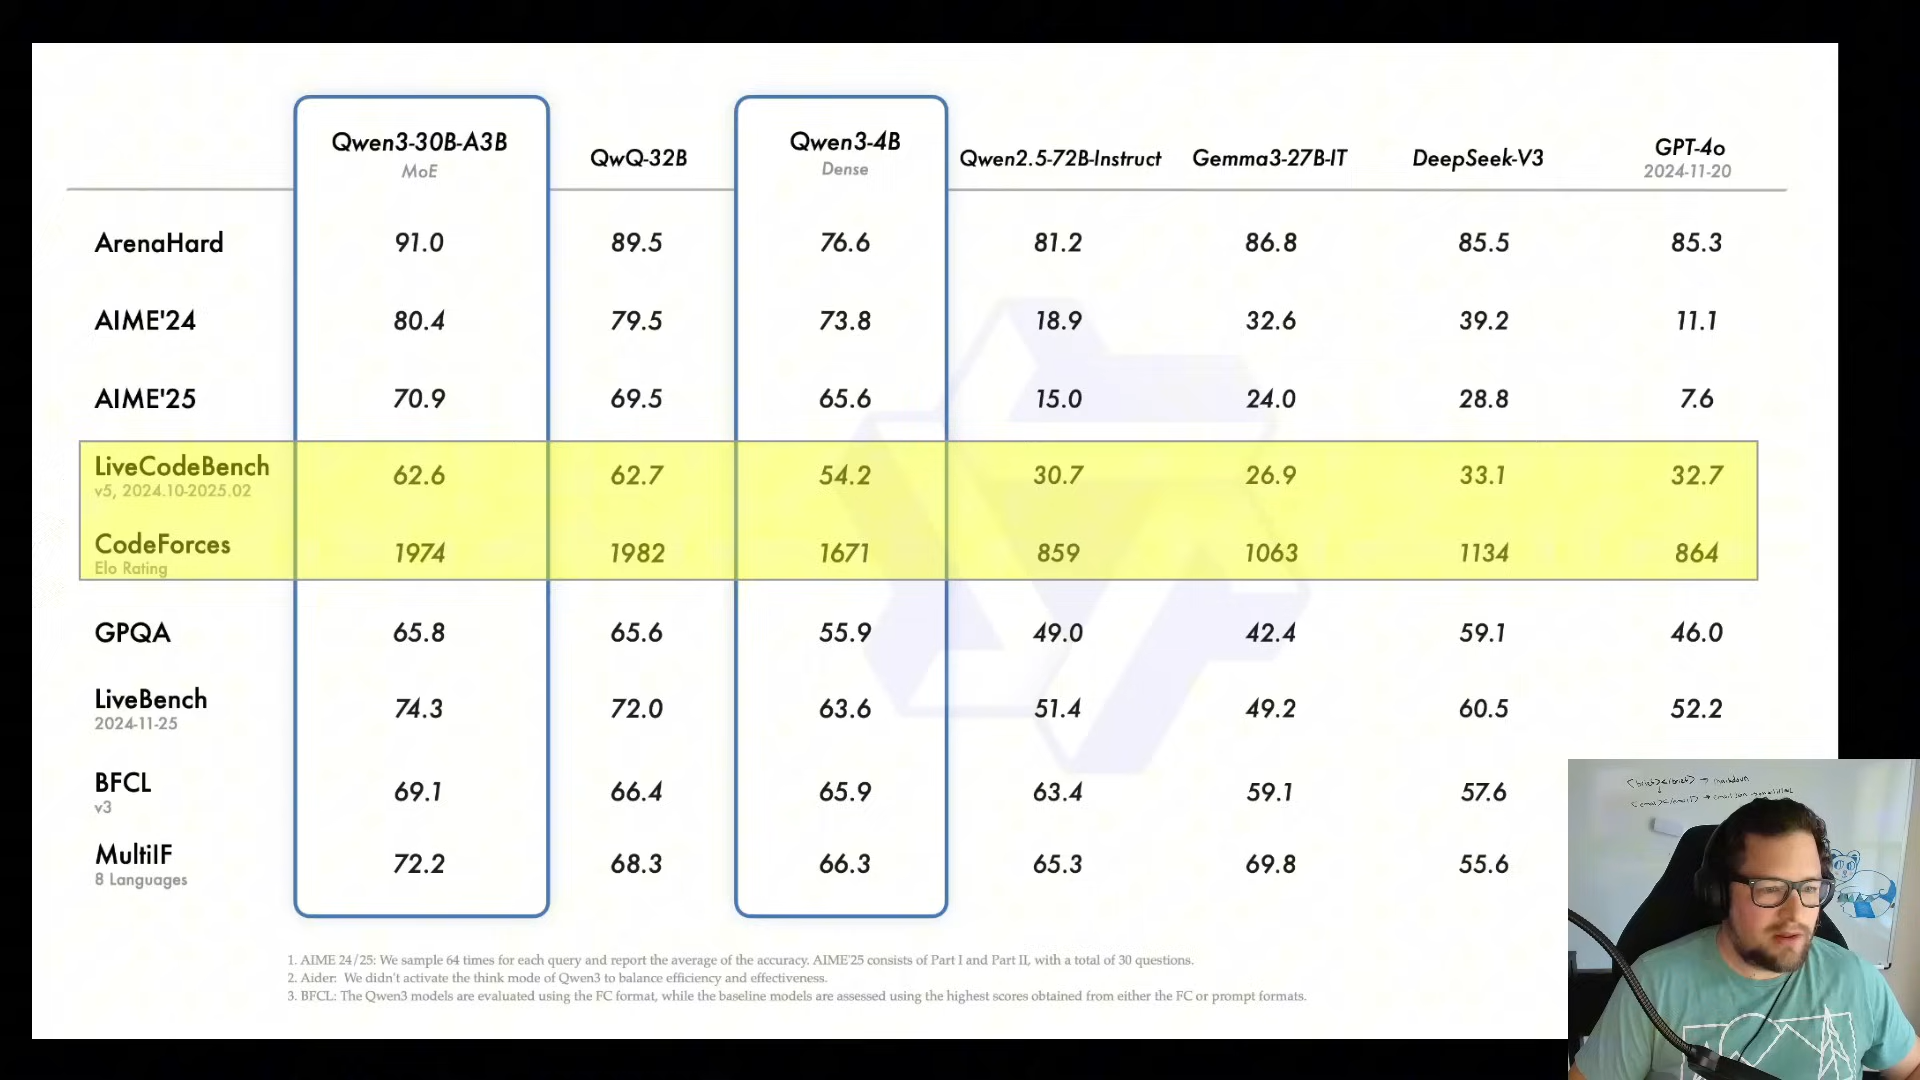 Qwen3-30B-A3B QwQ-32B Qwen3-4B Qwen2.5-72B-Instruct Gemma3-27B-IT DeepSeek-V3 GPT-4o
MoE Dense 2024-11-20
ArenaHard 91.0 89.5 76.6 81.2 86.8 85.5 85.3
AIME'24 80.4 79.5 73.8 18.9 32.6 39.2 11.1
AIME'25 70.9 69.5 65.6 15.0 24.0 28.8 7.6
LiveCodeBench 62.6 62.7 54.2 30.7 26.9 33.1 32.7
v5, 2024.10-2025.02
CodeForces 1974 1982 1671 859 1063 1134 864
Elo Rating
GPQA 65.8 65.6 55.9 49.0 42.4 59.1 46.0
LiveBench 74.3 72.0 63.6 51.4 49.2 60.5 52.2
2024-11-25
BFCL 69.1 66.4 65.9 63.4 59.1 57.6
v3
MultiIF 72.2 68.3 66.3 65.3 69.8 55.6
8 Languages
1. AIME 24/25: We sample 64 times for each query and report the average of the accuracy. AIME'25 consists of Part I and Part II, with a total of 30 questions.
2. Aider: We didn't activate the think mode of Qwen3 to balance efficiency and effectiveness.
3. BFCL: The Qwen3 models are evaluated using the FC format, while the baseline models are assessed using the highest scores obtained from either the FC or prompt formats.